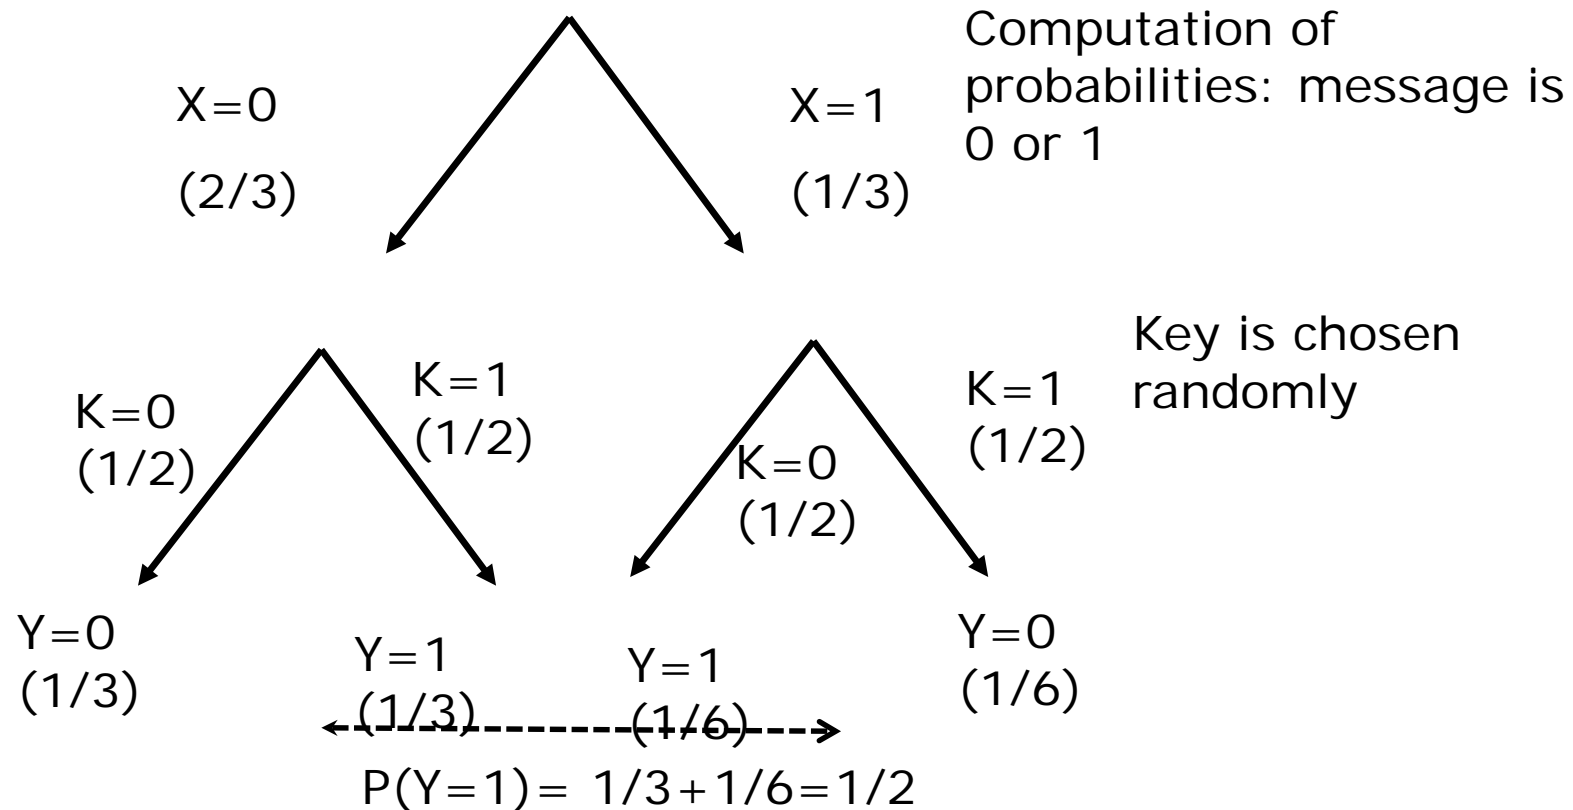 Computation of
probabilities: message is
0 or 1
X=0
(2/3)
X=1
(1/3)
Key is chosen
randomly
K=0
(1/2)
K=1
(1/2)
K=0
(1/2)
K=1
(1/2)
Y=0
(1/3)
Y=1
(1/3)
Y=1
(1/6)
Y=0
(1/6)
P(Y=1)= 1/3+1/6=1/2